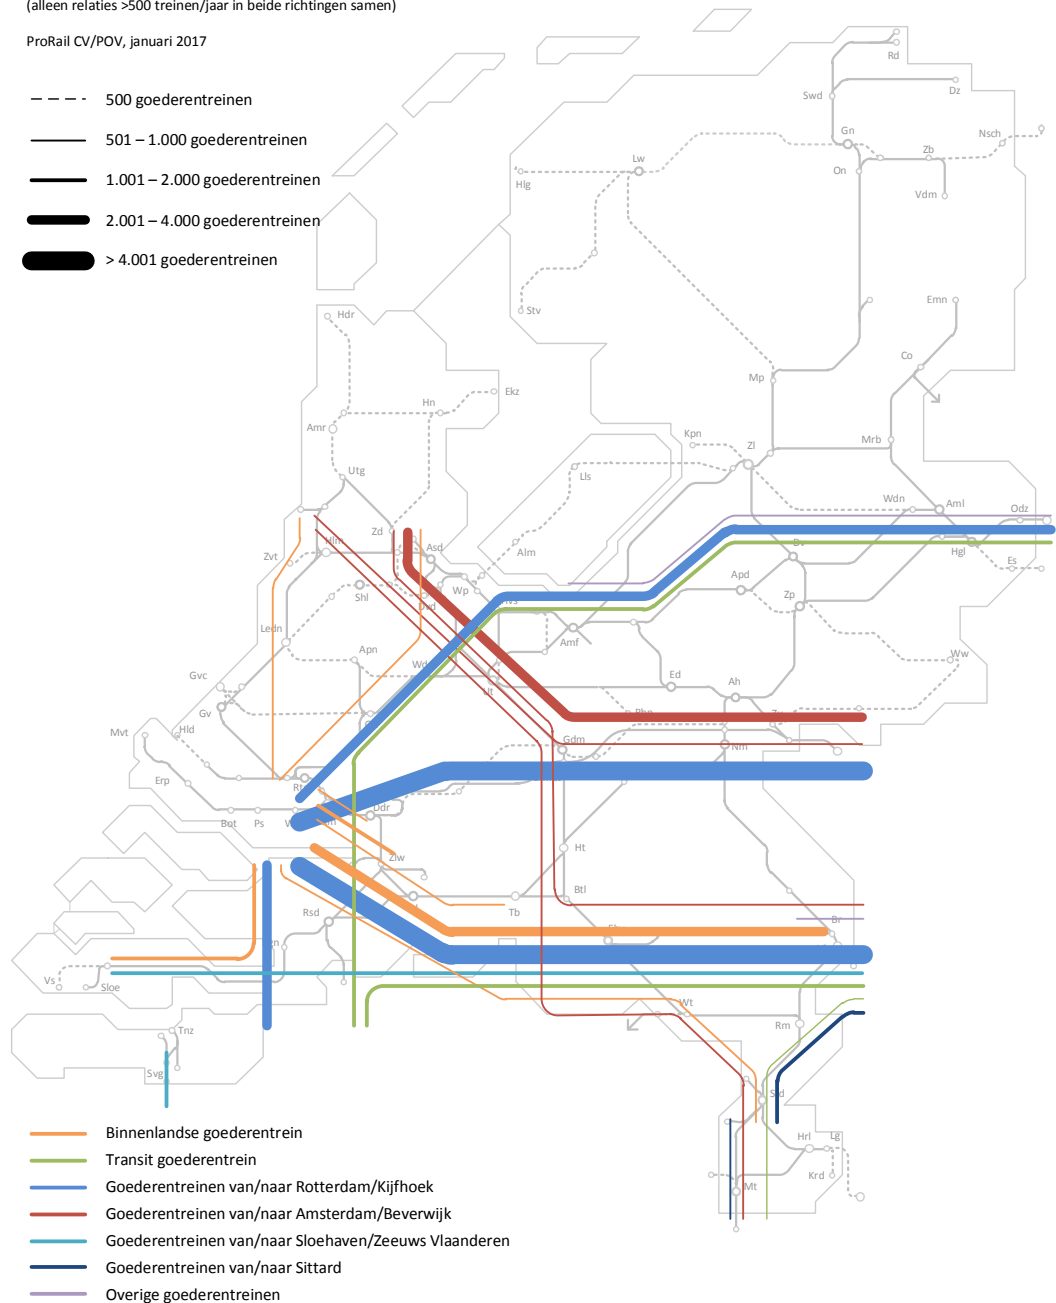 (alleen relaties >500 treinen/jaar in beide richtingen samen)
ProRail CV/POV, januari 2017
500 goederentreinen
501 – 1.000 goederentreinen
1.001 – 2.000 goederentreinen
2.001 – 4.000 goederentreinen
> 4.001 goederentreinen
Rd
Dz
Swd
Gn
Nsch
Zb
Lw
On
Hlg
Vdm
Stv
Emn
Hdr
Co
Mp
Ekz
Hn
Amr
Kpn
Zl
Mrb
Utg
Lls
Wdn
Aml
Odz
Zd
Hlm
Asd
Zvt
Alm
Hgl
Es
Apd
Shl
Wp
Dvd
Zp
Ledn
Amf
Apn
Ww
Gvc
Ed
Ah
Gv
Ut
Mvt
Hld
Gdm
Nm
Erp
Bot
Ps
Ddr
Zlw
Ht
Btl
Rsd
Tb
Br
Vs
Sloe
Wt
Rm
Tnz
Svg
Std
Hrl
Lg
Krd
Mt
Binnenlandse goederentrein
Transit goederentrein
Goederentreinen van/naar Rotterdam/Kijfhoek
Goederentreinen van/naar Amsterdam/Beverwijk
Goederentreinen van/naar Sloehaven/Zeeuws Vlaanderen
Goederentreinen van/naar Sittard
Overige goederentreinen